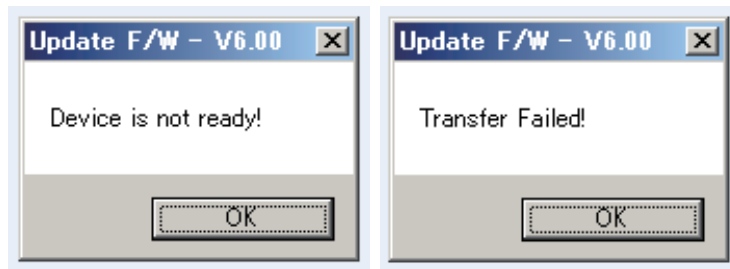 Update F/W - V6.00
Device is not ready!
OK
Update F/W - V6.00
Transfer Failed!
OK